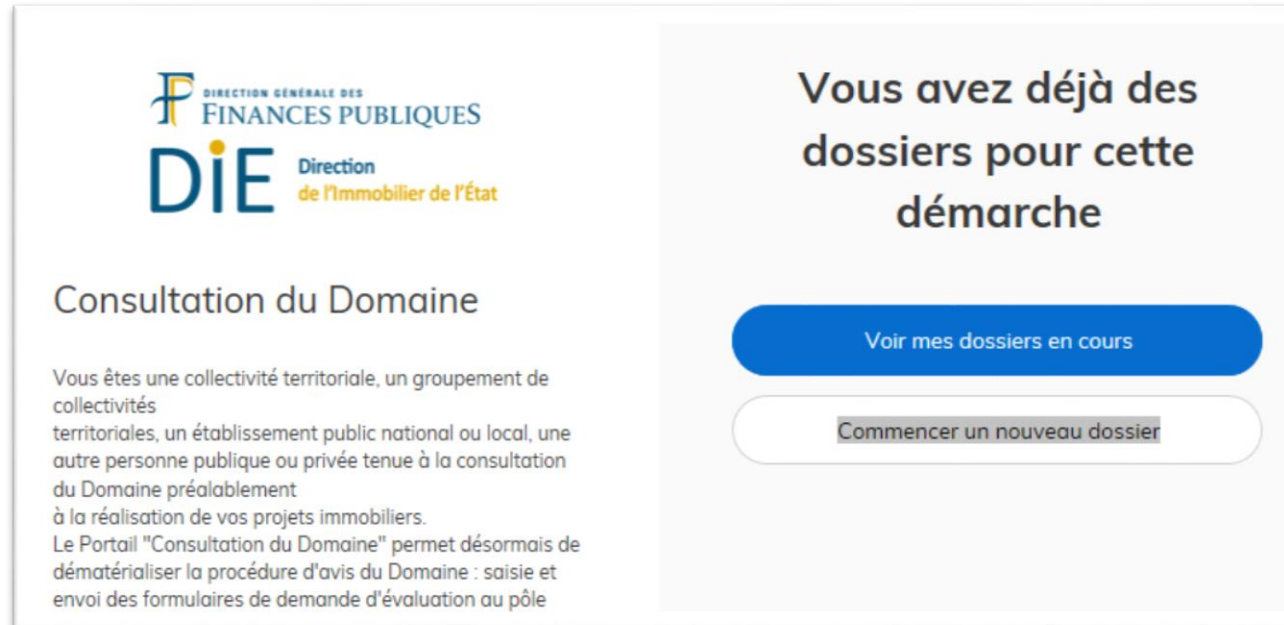 DIRECTION GÉNÉRALE DES
FINANCES PUBLIQUES
DiE
Direction
de l'Immobilier de l'État
Consultation du Domaine
Vous êtes une collectivité territoriale, un groupement de
collectivités
territoriales, un établissement public national ou local, une
autre personne publique ou privée tenue à la consultation
du Domaine préalablement
à la réalisation de vos projets immobiliers.
Le Portail "Consultation du Domaine" permet désormais de
dématérialiser la procédure d'avis du Domaine : saisie et
envoi des formulaires de demande d'évaluation au pôle
Vous avez déjà des
dossiers pour cette
démarche
Voir mes dossiers en cours
Commencer un nouveau dossier